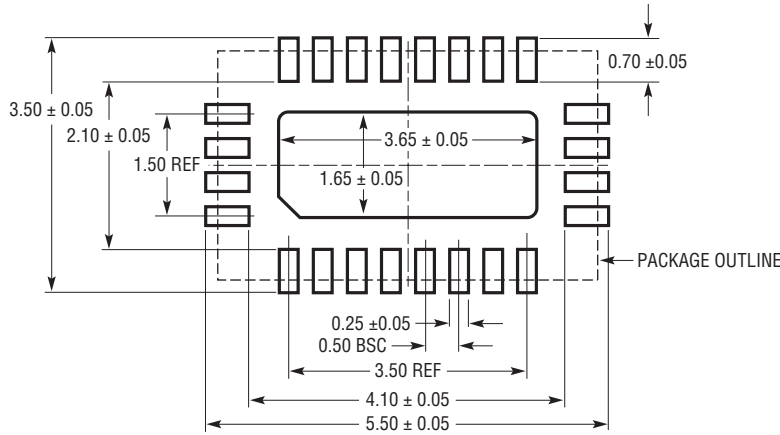 0.70 ±0.05
3.50 ± 0.05
2.10 ± 0.05
3.65 ± 0.05
1.50 REF
1.65 ± 0.05
PACKAGE OUTLINE
0.25 ±0.05
0.50 BSC
3.50 REF
4.10 ± 0.05
5.50 ± 0.05